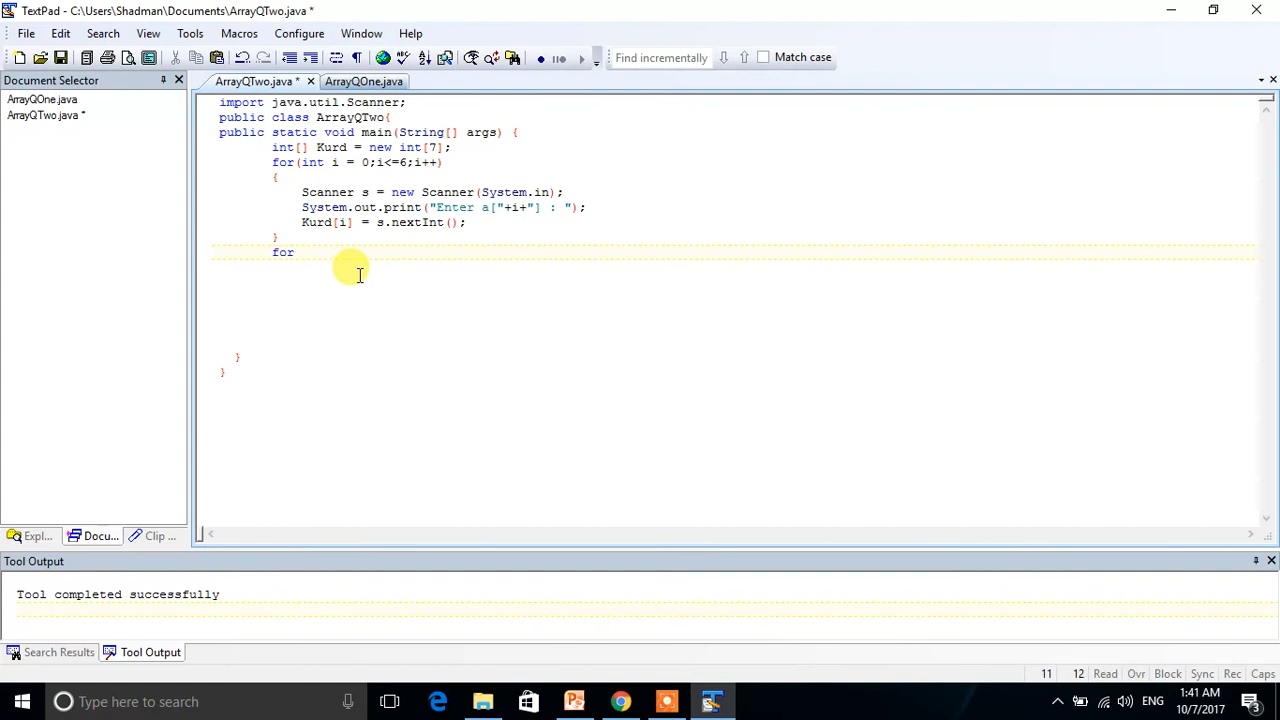 TextPad - C:\Users\Shadman\Documents\ArrayQTwo.java *
File Edit Search View Tools Macros Configure Window Help
Find incrementally Match case
Document Selector
ArrayQTwo.java * ArrayQOne.java
ArrayQOne.java
ArrayQTwo.java *
import java.util.Scanner;
public class ArrayQTwo{
public static void main(String[] args) {
int[] Kurd = new int[7];
for(int i = 0;i<=6;i++)
{
Scanner s = new Scanner(System.in);
System.out.print("Enter a["+i+"] : ");
Kurd[i] = s.nextInt();
}
for
}
}
Expl... Docu... Clip ...
Tool Output
Tool completed successfully
Search Results Tool Output
11 12 Read Ovr Block Sync Rec Caps
Type here to search
ENG
1:41 AM
10/7/2017
3